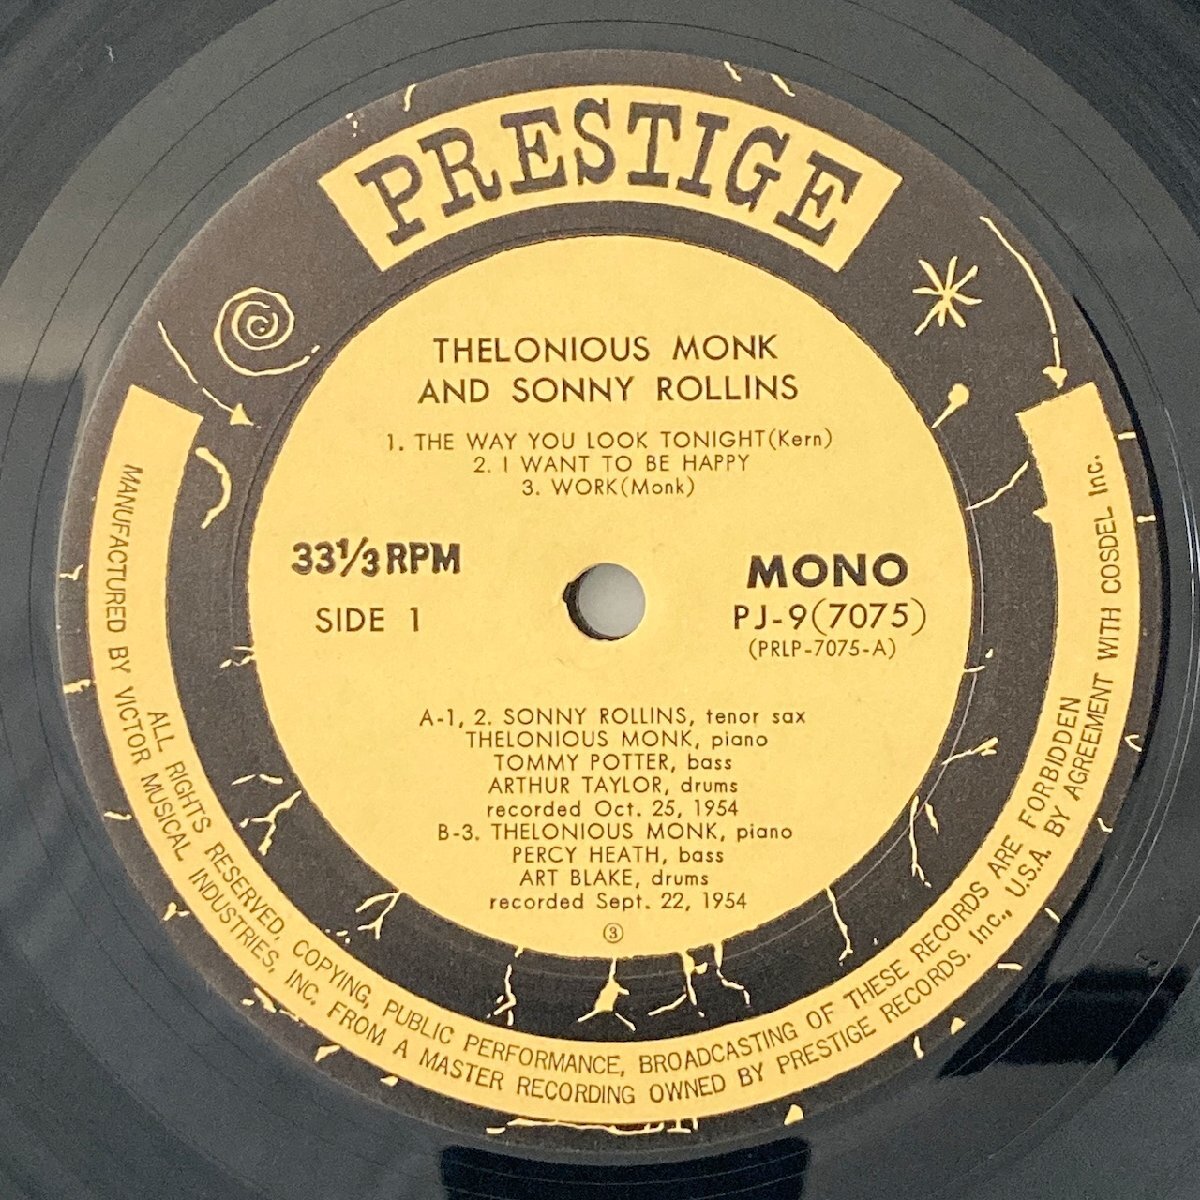 PRESTIGE
THELONIOUS MONK
AND SONNY ROLLINS
1. THE WAY YOU LOOK TONIGHT(Kern)
2. I WANT TO BE HAPPY
3. WORK(Monk)
33⅓ RPM
SIDE 1
MONO
PJ-9(7075)
(PRLP-7075-A)
A-1, 2. SONNY ROLLINS, tenor sax
THELONIOUS MONK, piano
TOMMY POTTER, bass
ARTHUR TAYLOR, drums
recorded Oct. 25, 1954
B-3. THELONIOUS MONK, piano
PERCY HEATH, bass
ART BLAKE, drums
recorded Sept. 22, 1954
③
ALL RIGHTS RESERVED. COPYING, PUBLIC PERFORMANCE, BROADCASTING OF THESE RECORDS ARE FORBIDDEN
MANUFACTURED BY VICTOR MUSICAL INDUSTRIES, INC. FROM A MASTER RECORDING OWNED BY PRESTIGE RECORDS. Inc., U.S.A. BY AGREEMENT WITH COSDEL Inc.